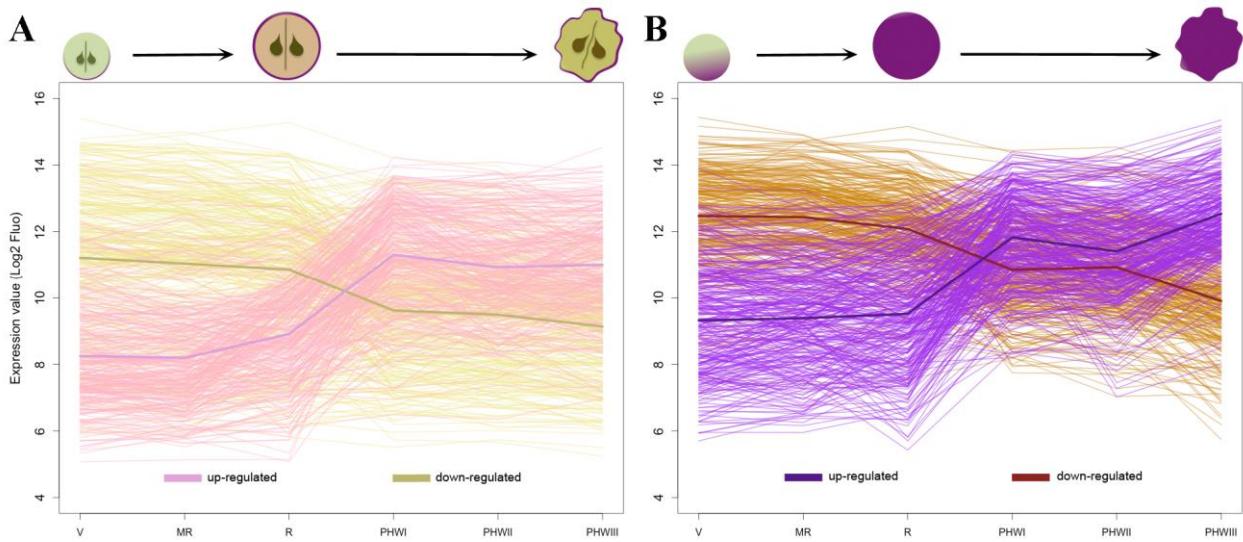 A
B
Expression value (Log2 Fluo)
16
14
12
10
8
6
4
up-regulated
down-regulated
V MR R PHWI PHWII PHWIII
16
14
12
10
8
6
4
up-regulated
down-regulated
V MR R PHWI PHWII PHWIII